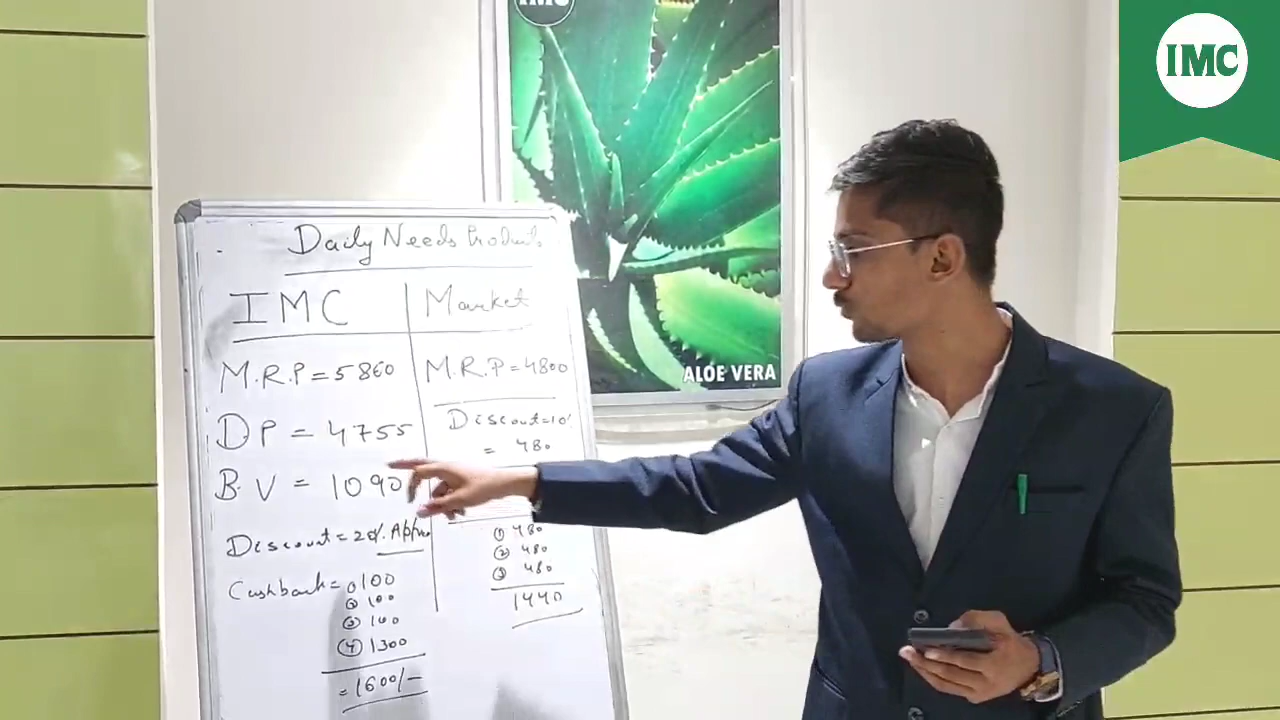 IMC
IMC
ALOE VERA
Daily Needs Products
IMC
M.R.P = 5860
DP = 4755
B.V = 1090
Discount = 20%. Approx
Cashback = ① 100
② 100
③ 100
④ 1300
= 1600/-
Market
M.R.P = 4800
Discount = 10%
= 480
① 480
② 480
③ 480
1440